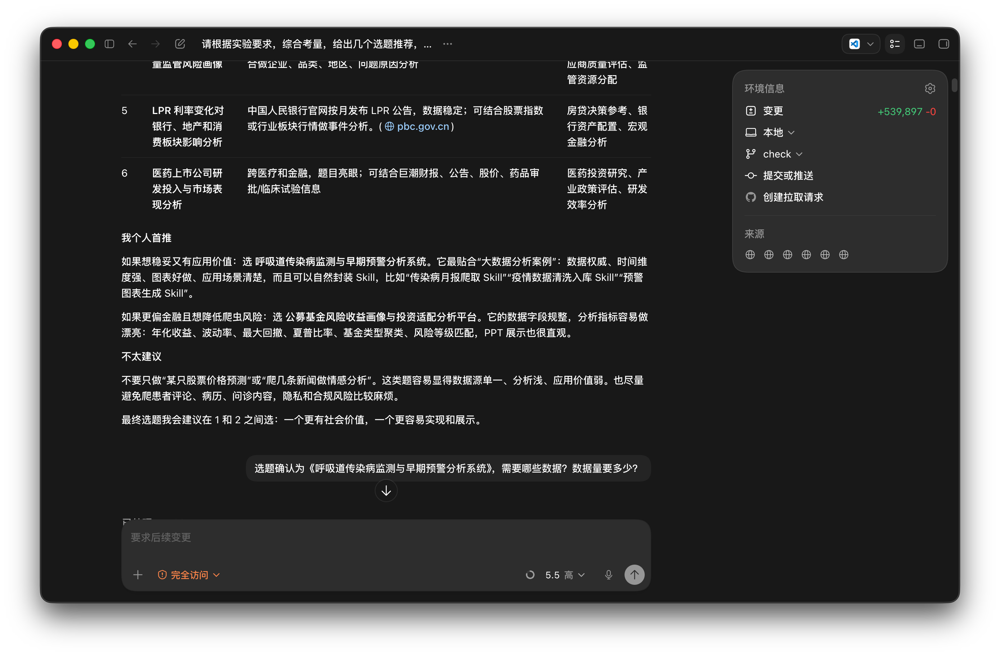 请根据实验要求，综合考量，给出几个选题推荐，...
量监管风险画像
合做企业、品类、地区、问题原因分析
应商质量评估、监
管资源分配
5
LPR 利率变化对
银行、地产和消
费板块影响分析
中国人民银行官网按月发布 LPR 公告，数据稳定；可结合股票指数
或行业板块行情做事件分析。( pbc.gov.cn )
房贷决策参考、银
行资产配置、宏观
金融分析
6
医药上市公司研
发投入与市场表
现分析
跨医疗和金融，题目亮眼；可结合巨潮财报、公告、股价、药品审
批/临床试验信息
医药投资研究、产
业政策评估、研发
效率分析
我个人首推
如果想稳妥又有应用价值：选 呼吸道传染病监测与早期预警分析系统。它最贴合“大数据分析案例”：数据权威、时间维
度强、图表好做、应用场景清楚，而且可以自然封装 Skill，比如“传染病月报爬取 Skill”“疫情数据清洗入库 Skill”“预警
图表生成 Skill”。
如果更偏金融且想降低爬虫风险：选 公募基金风险收益画像与投资适配分析平台。它的数据字段规整，分析指标容易做
漂亮：年化收益、波动率、最大回撤、夏普比率、基金类型聚类、风险等级匹配，PPT 展示也很直观。
不太建议
不要只做“某只股票价格预测”或“爬几条新闻做情感分析”。这类题容易显得数据源单一、分析浅、应用价值弱。也尽量
避免爬患者评论、病历、问诊内容，隐私和合规风险比较麻烦。
最终选题我会建议在 1 和 2 之间选：一个更有社会价值，一个更容易实现和展示。
选题确认为《呼吸道传染病监测与早期预警分析系统》，需要哪些数据？数据量要多少？
要求后续变更
完全访问
5.5 高
环境信息
变更
+539,897 -0
本地
check
提交或推送
创建拉取请求
来源